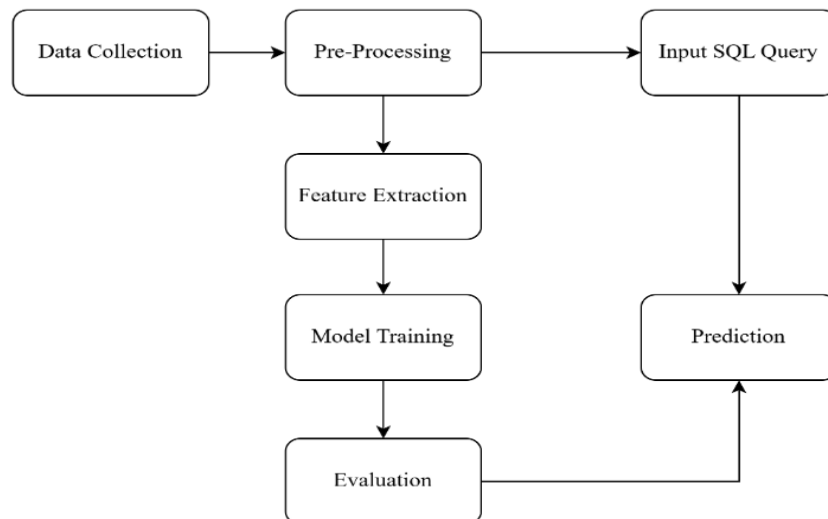 Data Collection
Pre-Processing
Input SQL Query
Feature Extraction
Model Training
Prediction
Evaluation